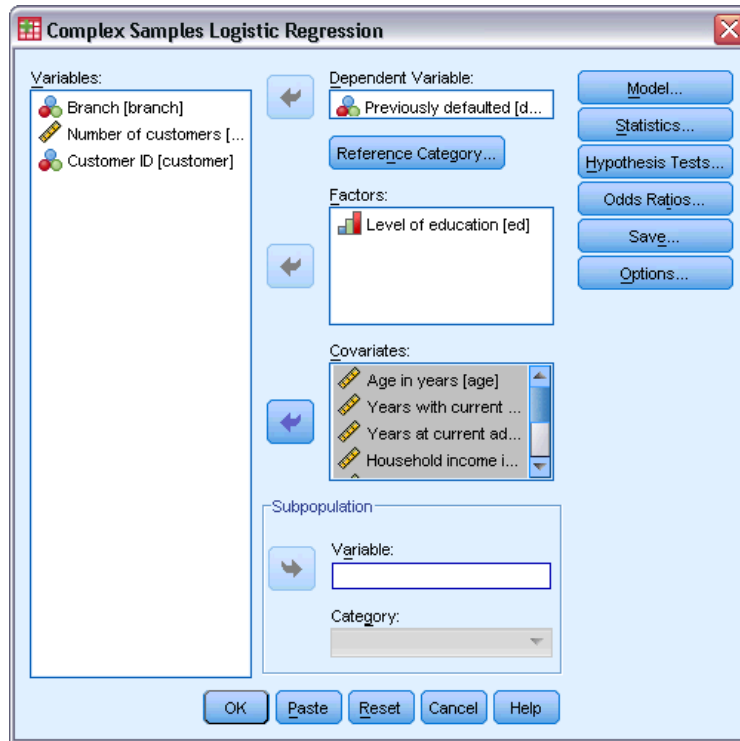 Complex Samples Logistic Regression
Variables:
Branch [branch]
Number of customers [...
Customer ID [customer]
Dependent Variable:
Previously defaulted [d...
Reference Category...
Factors:
Level of education [ed]
Covariates:
Age in years [age]
Years with current ...
Years at current ad...
Household income i...
Subpopulation
Variable:
Category:
Model...
Statistics...
Hypothesis Tests...
Odds Ratios...
Save...
Options...
OK
Paste
Reset
Cancel
Help